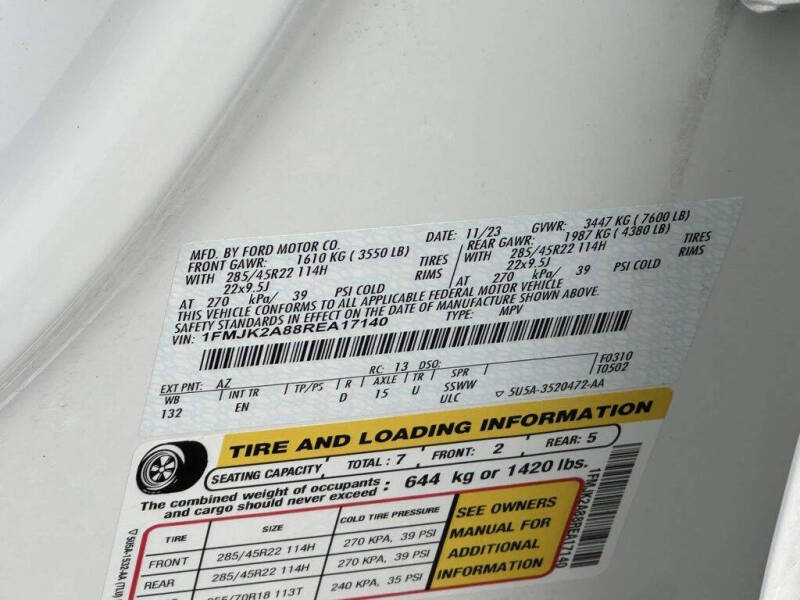 MFD. BY FORD MOTOR CO.
DATE: 11/23 GVWR: 3447 KG ( 7600 LB)
FRONT GAWR: 1610 KG ( 3550 LB) REAR GAWR: 1987 KG ( 4380 LB)
WITH 285/45R22 114H TIRES WITH 285/45R22 114H TIRES
22x9.5J RIMS 22x9.5J RIMS
AT 270 kPa/ 39 PSI COLD AT 270 kPa/ 39 PSI COLD
THIS VEHICLE CONFORMS TO ALL APPLICABLE FEDERAL MOTOR VEHICLE
SAFETY STANDARDS IN EFFECT ON THE DATE OF MANUFACTURE SHOWN ABOVE.
VIN: 1FMJK2A88REA17140 TYPE: MPV
F0310
T0502
EXT PNT: AZ RC: 13 DSO:
WB INT TR TP/PS R AXLE TR SPR
132 EN D 15 U SSWW
ULC
5U5A-3520472-AA
TIRE AND LOADING INFORMATION
SEATING CAPACITY TOTAL : 7 FRONT: 2 REAR: 5
The combined weight of occupants
and cargo should never exceed : 644 kg or 1420 lbs.
TIRE SIZE COLD TIRE PRESSURE
FRONT 285/45R22 114H 270 KPA, 39 PSI
REAR 285/45R22 114H 270 KPA, 39 PSI
/70R18 113T 240 KPA, 35 PSI
SEE OWNERS
MANUAL FOR
ADDITIONAL
INFORMATION
1FMJK2A88REA17140
5U5A-1532-AA (TLU)